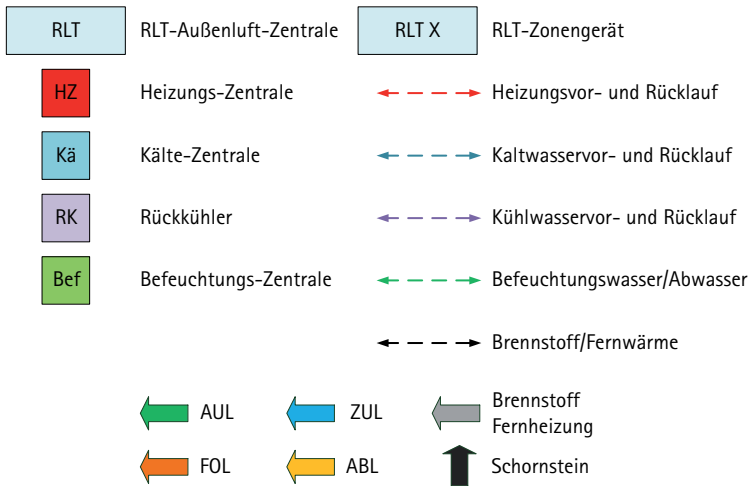 RLT RLT-Außenluft-Zentrale RLT X RLT-Zonengerät
HZ Heizungs-Zentrale Heizungsvor- und Rücklauf
Kä Kälte-Zentrale Kaltwasservor- und Rücklauf
RK Rückkühler Kühlwasservor- und Rücklauf
Bef Befeuchtungs-Zentrale Befeuchtungswasser/Abwasser
Brennstoff/Fernwärme
AUL ZUL Brennstoff
Fernheizung
FOL ABL Schornstein